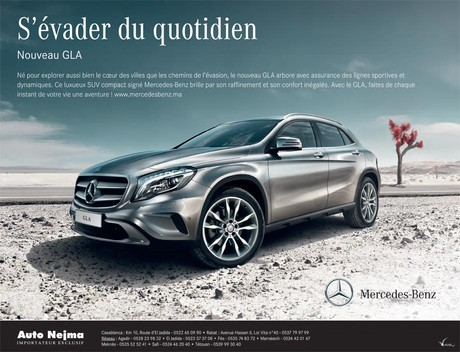 S'évader du quotidien
Nouveau GLA
Né pour explorer aussi bien le cœur des villes que les chemins de l'évasion, le nouveau GLA arbore avec assurance des lignes sportives et
dynamiques. Ce luxueux SUV compact signé Mercedes-Benz brille par son raffinement et son confort inégalés. Avec le GLA, faites de chaque
instant de votre vie une aventure ! www.mercedesbenz.ma
GLA
Mercedes-Benz
Auto Nejma
IMPORTATEUR EXCLUSIF
Casablanca : Km 10, Route d'El Jadida - 0522 65 09 90 • Rabat : Avenue Hassan II, Lot Vita n°40 - 0537 79 97 99
Réseau : Agadir - 0528 23 98 32 • El Jadida - 0523 37 37 09 • Fès - 0535 76 83 72 • Marrakech - 0524 43 01 47
Meknès - 0535 52 52 41 • Safi - 0524 46 20 40 • Tétouan - 0539 99 30 40